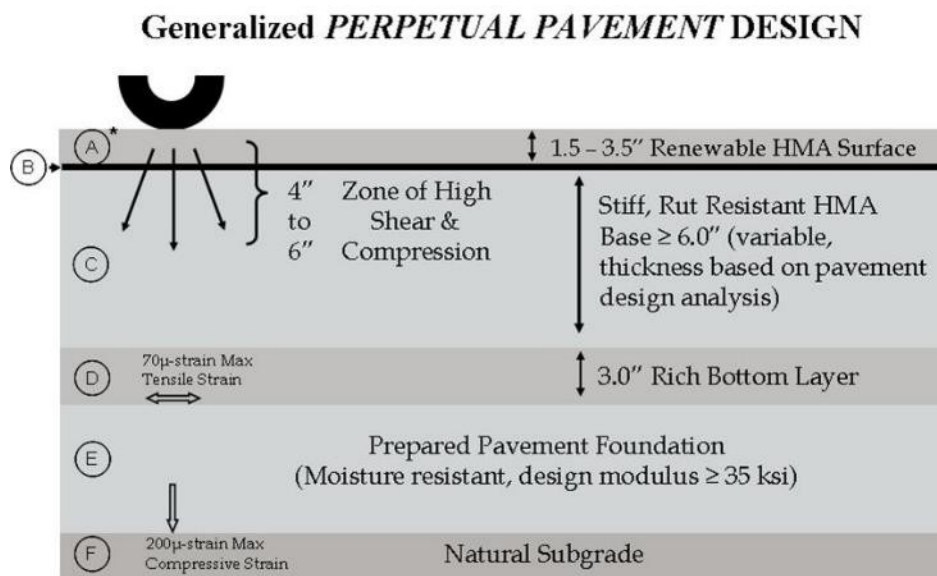 Generalized PERPETUAL PAVEMENT DESIGN
A*
1.5 – 3.5" Renewable HMA Surface
B
4" Zone of High
to Shear &
6" Compression
Stiff, Rut Resistant HMA
Base ≥ 6.0" (variable,
thickness based on pavement
design analysis)
C
D
70µ-strain Max
Tensile Strain
3.0" Rich Bottom Layer
E
Prepared Pavement Foundation
(Moisture resistant, design modulus ≥ 35 ksi)
F
200µ-strain Max
Compressive Strain
Natural Subgrade